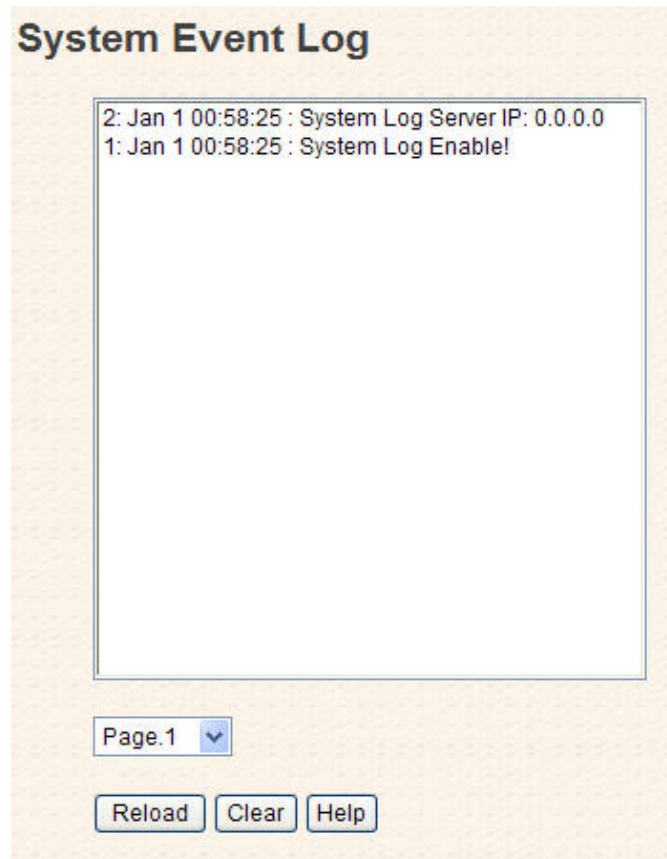 System Event Log
2: Jan 1 00:58:25 : System Log Server IP: 0.0.0.0
1: Jan 1 00:58:25 : System Log Enable!
Page.1
Reload Clear Help